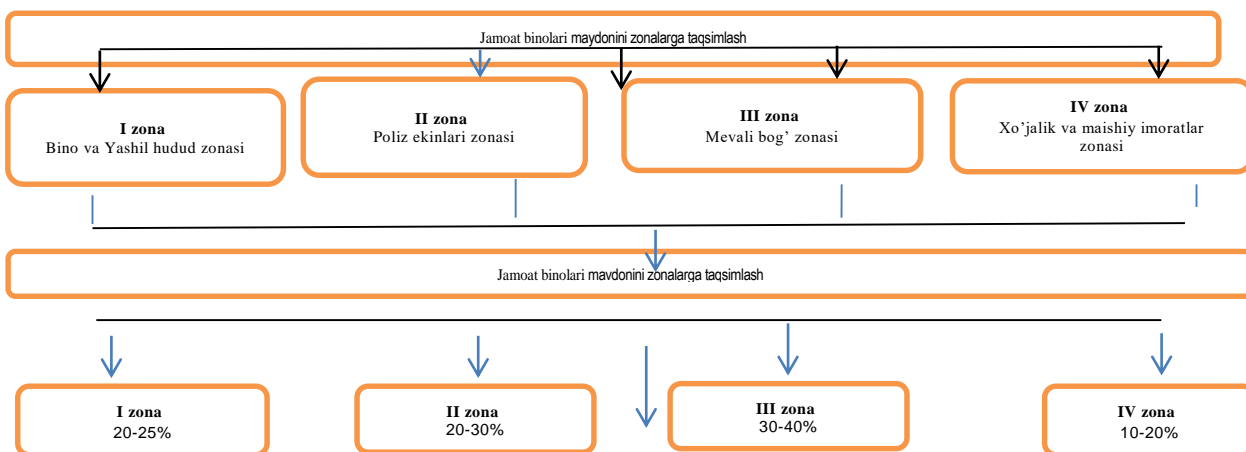 Jamoat binolari maydonini zonalarga taqsimlash
I zona
Bino va Yashil hudud zonasi
II zona
Poliz ekinlari zonasi
III zona
Mevali bog’ zonasi
IV zona
Xo’jalik va maishiy imoratlar
zonasi
Jamoat binolari maydonini zonalarga taqsimlash
I zona
20-25%
II zona
20-30%
III zona
30-40%
IV zona
10-20%